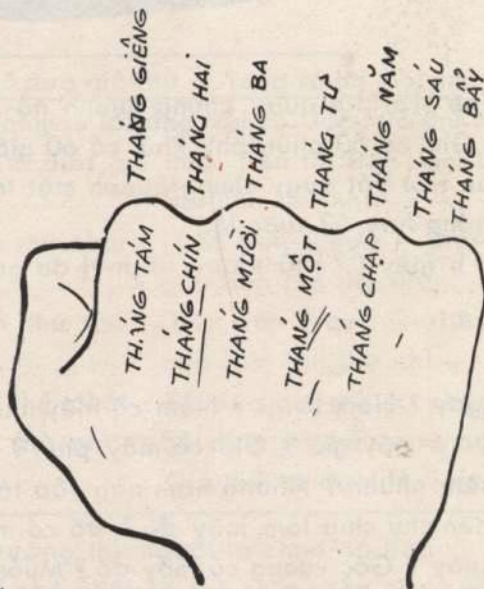 THÁNG GIÊNG
THÁNG HAI
THÁNG BA
THÁNG TƯ
THÁNG NĂM
THÁNG SÁU
THÁNG BẢY
THÁNG TÁM
THÁNG CHÍN
THÁNG MƯỜI
THÁNG MỘT
THÁNG CHẠP